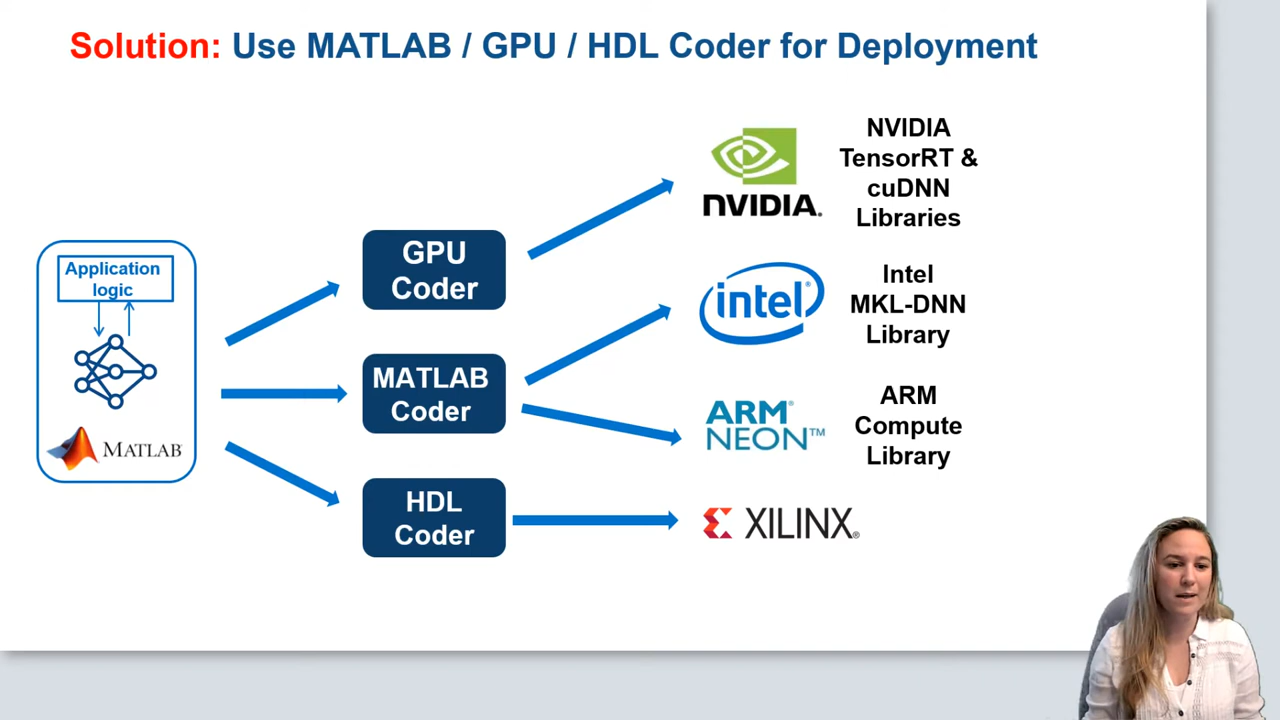 Solution: Use MATLAB / GPU / HDL Coder for Deployment
Application
logic
MATLAB
GPU
Coder
MATLAB
Coder
HDL
Coder
NVIDIA.
NVIDIA
TensorRT &
cuDNN
Libraries
intel®
Intel
MKL-DNN
Library
ARM®
NEON™
ARM
Compute
Library
XILINX®